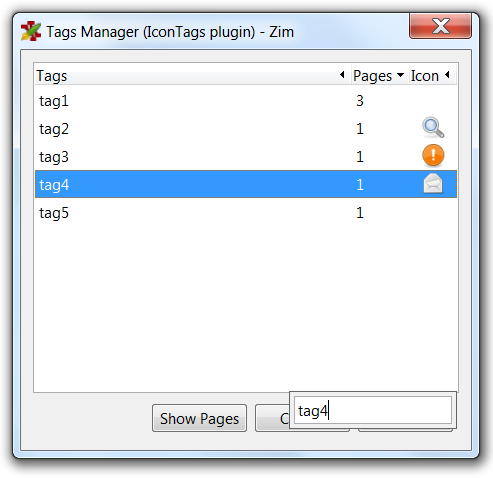 Tags Manager (IconTags plugin) - Zim
Tags Pages Icon
tag1 3
tag2 1
tag3 1
tag4 1
tag5 1
Show Pages
tag4